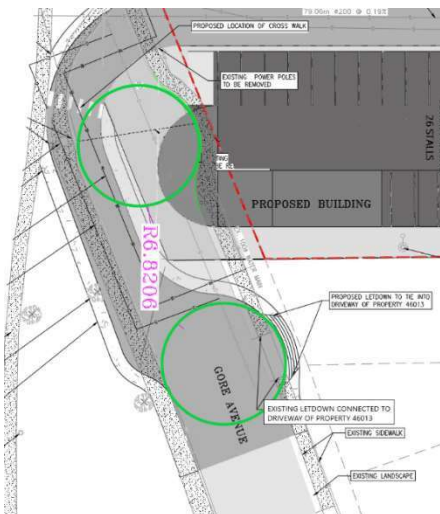 79.06m #200 @ 0.19%
PROPOSED LOCATION OF CROSS WALK
EXISTING POWER POLES
TO BE REMOVED
26 STALLS
TING
PROPOSED BUILDING
R6.8206
PROPOSED LETDOWN TO TIE INTO
DRIVEWAY OF PROPERTY 46013
GORE AVENUE
EXISTING LETDOWN CONNECTED TO
DRIVEWAY OF PROPERTY 46013
EXISTING SIDEWALK
EXISTING LANDSCAPE